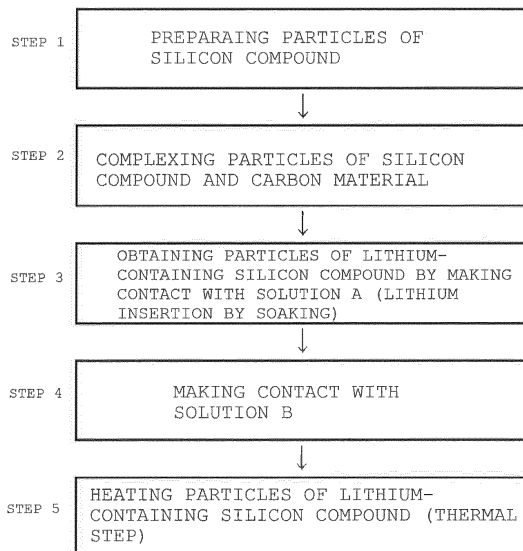 STEP 1
PREPARAING PARTICLES OF
SILICON COMPOUND
↓
STEP 2
COMPLEXING PARTICLES OF SILICON
COMPOUND AND CARBON MATERIAL
↓
STEP 3
OBTAINING PARTICLES OF LITHIUM-
CONTAINING SILICON COMPOUND BY MAKING
CONTACT WITH SOLUTION A (LITHIUM
INSERTION BY SOAKING)
↓
STEP 4
MAKING CONTACT WITH
SOLUTION B
↓
STEP 5
HEATING PARTICLES OF LITHIUM-
CONTAINING SILICON COMPOUND (THERMAL
STEP)